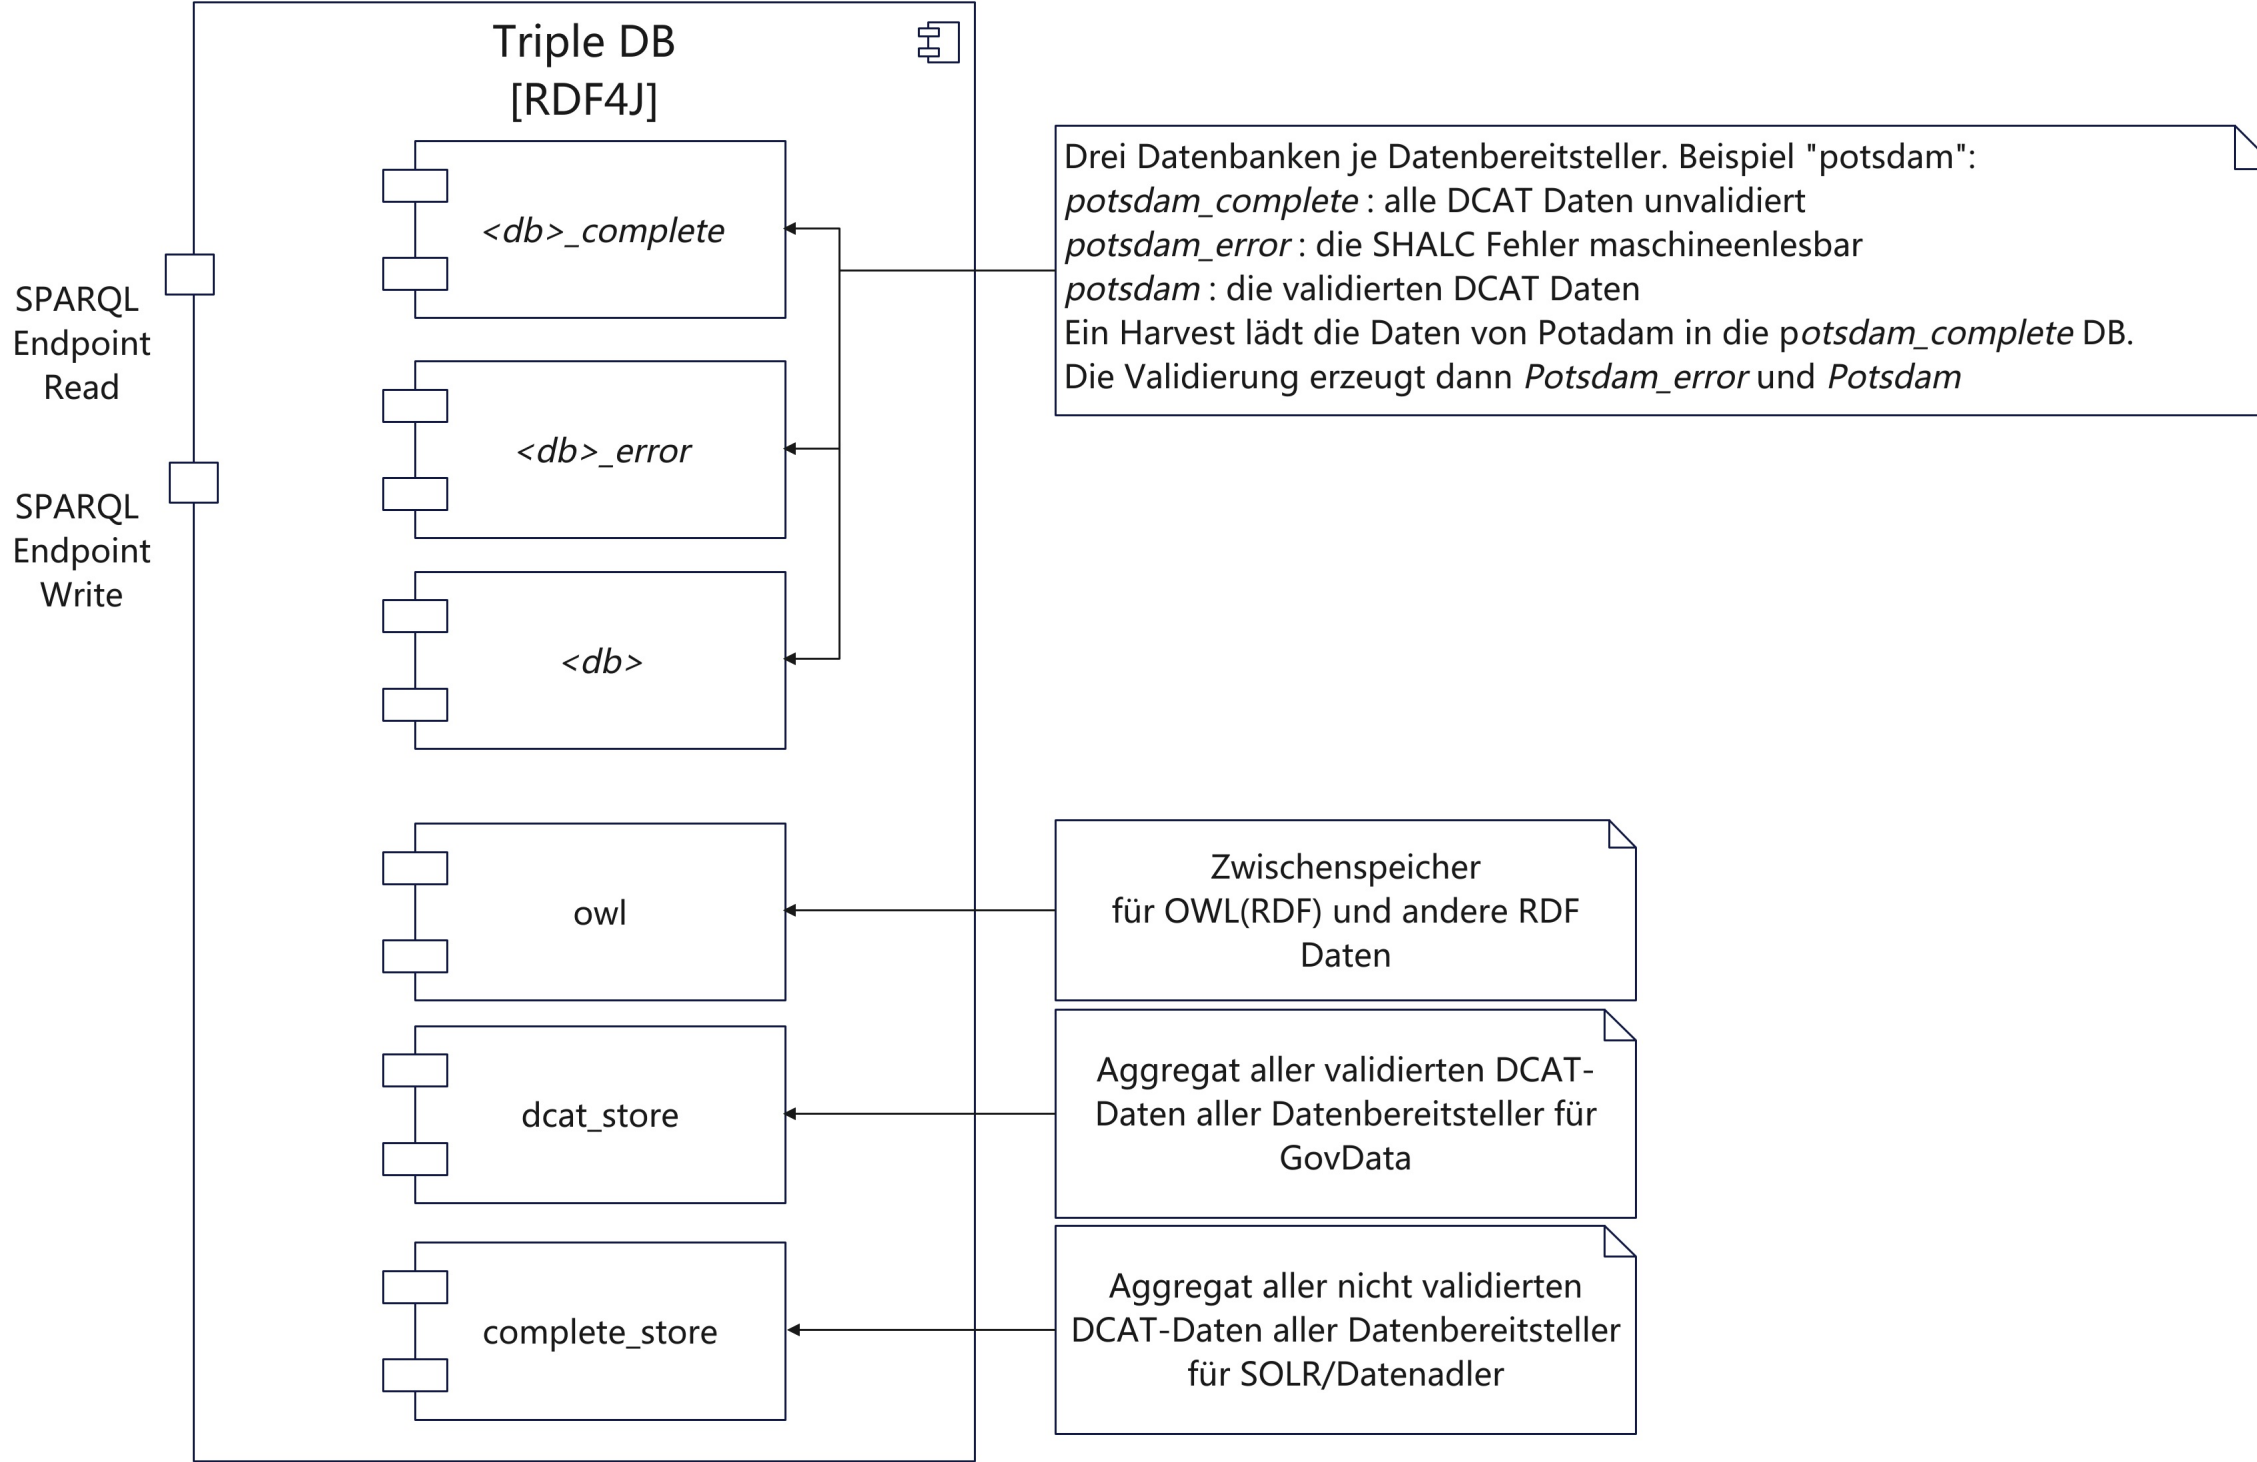 Triple DB
[RDF4J]
<db>_complete
<db>_error
<db>
owl
dcat_store
complete_store
SPARQL
Endpoint
Read
SPARQL
Endpoint
Write
Drei Datenbanken je Datenbereitsteller. Beispiel "potsdam":
potsdam_complete : alle DCAT Daten unvalidiert
potsdam_error : die SHALC Fehler maschineenlesbar
potsdam : die validierten DCAT Daten
Ein Harvest lädt die Daten von Potadam in die potsdam_complete DB.
Die Validierung erzeugt dann Potsdam_error und Potsdam
Zwischenspeicher
für OWL(RDF) und andere RDF
Daten
Aggregat aller validierten DCAT-
Daten aller Datenbereitsteller für
GovData
Aggregat aller nicht validierten
DCAT-Daten aller Datenbereitsteller
für SOLR/Datenadler